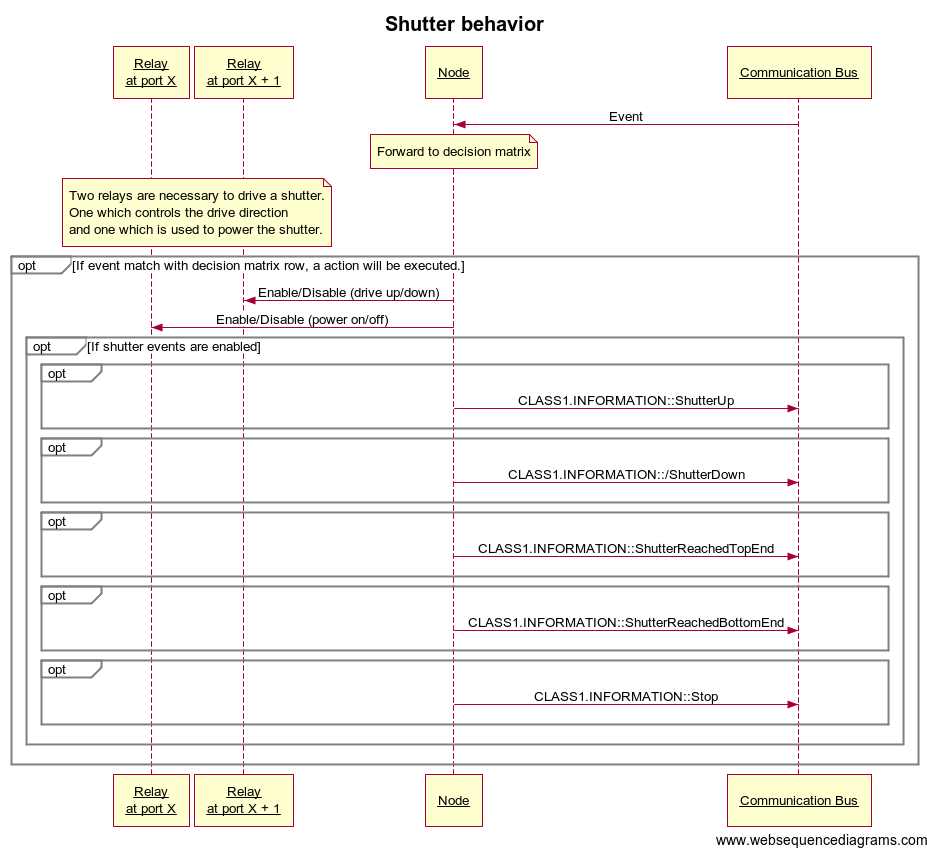 Shutter behavior
Relay
at port X
Relay
at port X + 1
Node
Communication Bus
Event
Forward to decision matrix
Two relays are necessary to drive a shutter.
One which controls the drive direction
and one which is used to power the shutter.
opt
[If event match with decision matrix row, a action will be executed.]
Enable/Disable (drive up/down)
Enable/Disable (power on/off)
opt
[If shutter events are enabled]
opt
CLASS1.INFORMATION::ShutterUp
opt
CLASS1.INFORMATION::/ShutterDown
opt
CLASS1.INFORMATION::ShutterReachedTopEnd
opt
CLASS1.INFORMATION::ShutterReachedBottomEnd
opt
CLASS1.INFORMATION::Stop
Relay
at port X
Relay
at port X + 1
Node
Communication Bus
www.websequencediagrams.com